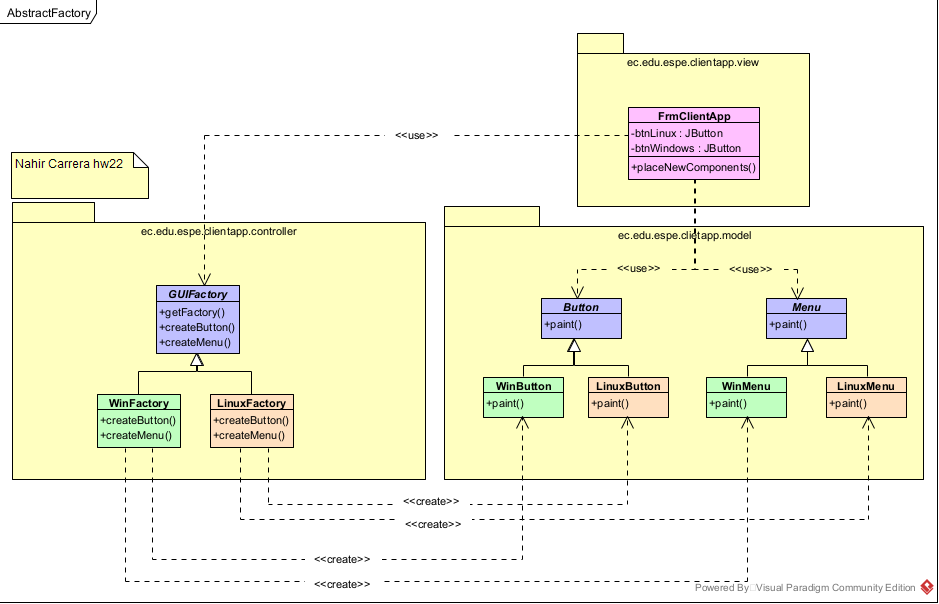 AbstractFactory
ec.edu.espe.clientapp.view
FrmClientApp
-btnLinux : JButton
-btnWindows : JButton
+placeNewComponents()
<<use>>
Nahir Carrera hw22
ec.edu.espe.clientapp.controller
ec.edu.espe.clietapp.model
<<use>>
<<use>>
GUIFactory
+getFactory()
+createButton()
+createMenu()
Button
+paint()
Menu
+paint()
WinFactory
+createButton()
+createMenu()
LinuxFactory
+createButton()
+createMenu()
WinButton
+paint()
LinuxButton
+paint()
WinMenu
+paint()
LinuxMenu
+paint()
<<create>>
<<create>>
<<create>>
<<create>>
Powered By Visual Paradigm Community Edition